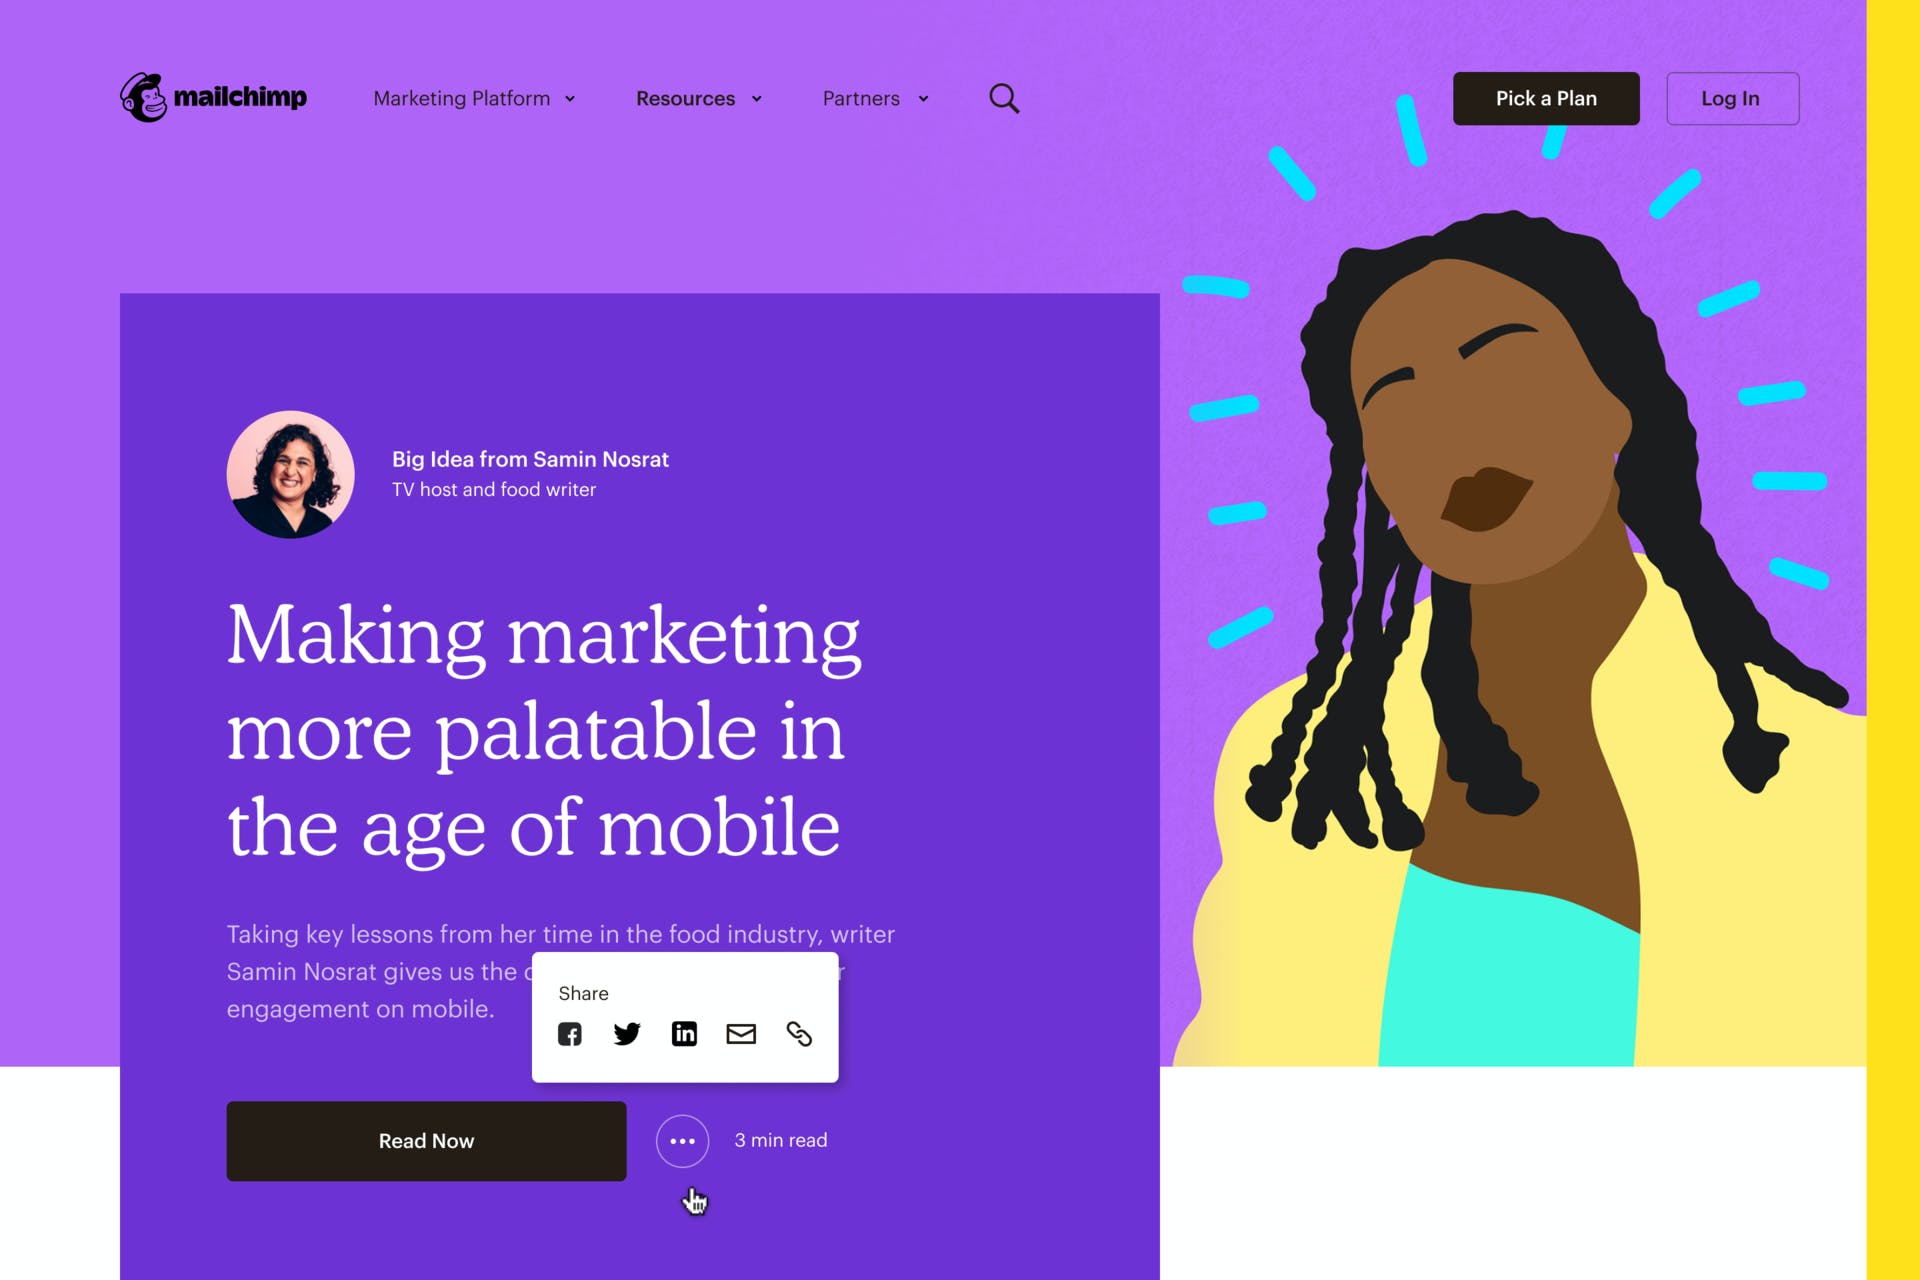 mailchimp
Marketing Platform
Resources
Partners
Pick a Plan
Log In
Big Idea from Samin Nosrat
TV host and food writer
Making marketing
more palatable in
the age of mobile
Taking key lessons from her time in the food industry, writer
Samin Nosrat gives us the
engagement on mobile.
Share
Read Now
3 min read